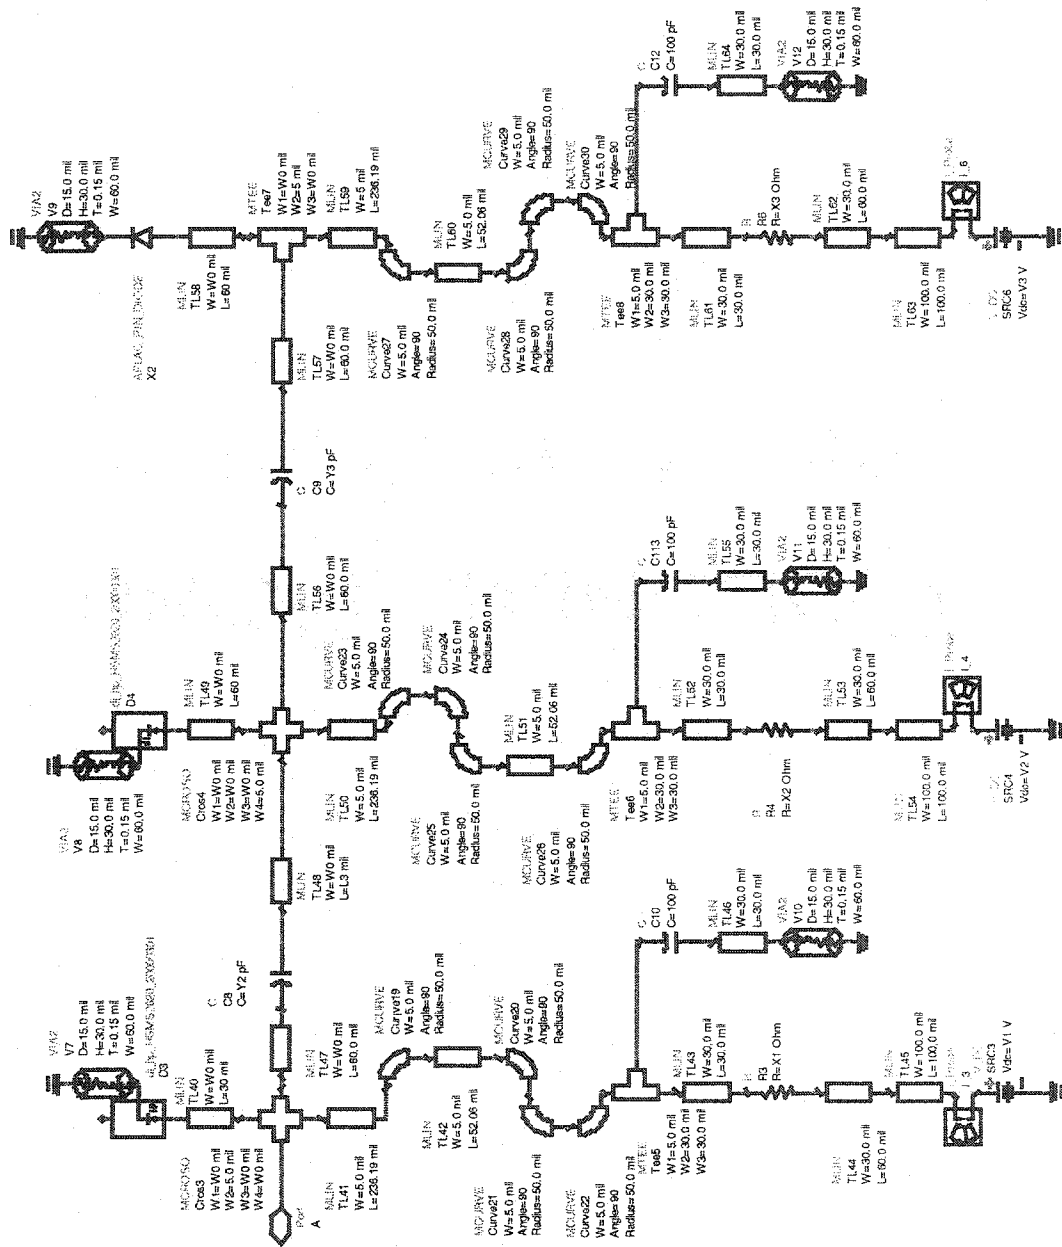 VIA2
V7
D=15.0 mil
H=30.0 mil
T=0.15 mil
W=60.0 mil
D3
MLIN
TL40
W=W0 mil
L=30 mil
MCROSO
Cros3
W1=W0 mil
W2=5.0 mil
W3=W0 mil
W4=W0 mil
Port
A
MLIN
TL41
W=5.0 mil
L=236.19 mil
MLIN
TL47
W=W0 mil
L=60.0 mil
C
C8
C=Y2 pF
MLIN
TL48
W=W0 mil
L=L3 mil
VIA2
V8
D=15.0 mil
H=30.0 mil
T=0.15 mil
W=60.0 mil
D4
MLIN
TL49
W=W0 mil
L=60 mil
MCROSO
Cros4
W1=W0 mil
W2=W0 mil
W3=W0 mil
W4=5.0 mil
MLIN
TL50
W=5.0 mil
L=236.19 mil
MLIN
TL56
W=W0 mil
L=60.0 mil
C
C9
C=Y3 pF
MLIN
TL57
W=W0 mil
L=60.0 mil
X2
VIA2
V9
D=15.0 mil
H=30.0 mil
T=0.15 mil
W=60.0 mil
MLIN
TL58
W=W0 mil
L=60 mil
MTEE
Tee7
W1=W0 mil
W2=5 mil
W3=W0 mil
MLIN
TL59
W=5 mil
L=236.19 mil
MCURVE
Curve19
W=5.0 mil
Angle=90
Radius=50.0 mil
MLIN
TL42
W=5.0 mil
L=52.06 mil
MCURVE
Curve20
W=5.0 mil
Angle=90
Radius=50.0 mil
MCURVE
Curve21
W=5.0 mil
Angle=90
Radius=50.0 mil
MCURVE
Curve22
W=5.0 mil
Angle=90
Radius=50.0 mil
MCURVE
Curve23
W=5.0 mil
Angle=90
Radius=50.0 mil
MCURVE
Curve24
W=5.0 mil
Angle=90
Radius=50.0 mil
MCURVE
Curve25
W=5.0 mil
Angle=90
Radius=50.0 mil
MLIN
TL51
W=5.0 mil
L=52.06 mil
MCURVE
Curve26
W=5.0 mil
Angle=90
Radius=50.0 mil
MCURVE
Curve27
W=5.0 mil
Angle=90
Radius=50.0 mil
MLIN
TL60
W=5.0 mil
L=52.06 mil
MCURVE
Curve28
W=5.0 mil
Angle=90
Radius=50.0 mil
MCURVE
Curve29
W=5.0 mil
Angle=90
Radius=50.0 mil
MCURVE
Curve30
W=5.0 mil
Angle=90
Radius=50.0 mil
MTEE
Tee5
W1=5.0 mil
W2=30.0 mil
W3=30.0 mil
C
C10
C=100 pF
MLIN
TL46
W=30.0 mil
L=30.0 mil
VIA2
V10
D=15.0 mil
H=30.0 mil
T=0.15 mil
W=60.0 mil
MLIN
TL43
W=30.0 mil
L=30.0 mil
R
R3
R=X1 Ohm
MLIN
TL44
W=30.0 mil
L=60.0 mil
MLIN
TL45
W=100.0 mil
L=100.0 mil
I_3
SRC3
Vdc=V1 V
MTEE
Tee6
W1=5.0 mil
W2=30.0 mil
W3=30.0 mil
C
C113
C=100 pF
MLIN
TL55
W=30.0 mil
L=30.0 mil
VIA2
V11
D=15.0 mil
H=30.0 mil
T=0.15 mil
W=60.0 mil
MLIN
TL52
W=30.0 mil
L=30.0 mil
R
R4
R=X2 Ohm
MLIN
TL53
W=30.0 mil
L=60.0 mil
MLIN
TL54
W=100.0 mil
L=100.0 mil
I_Probe
I_4
SRC4
Vdc=V2 V
MTEE
Tee8
W1=5.0 mil
W2=30.0 mil
W3=30.0 mil
C
C12
C=100 pF
MLIN
TL64
W=30.0 mil
L=30.0 mil
VIA2
V12
D=15.0 mil
H=30.0 mil
T=0.15 mil
W=60.0 mil
MLIN
TL61
W=30.0 mil
L=30.0 mil
R
R6
R=X3 Ohm
MLIN
TL62
W=30.0 mil
L=60.0 mil
MLIN
TL63
W=100.0 mil
L=100.0 mil
I_Probe
I_6
SRC6
Vdc=V3 V